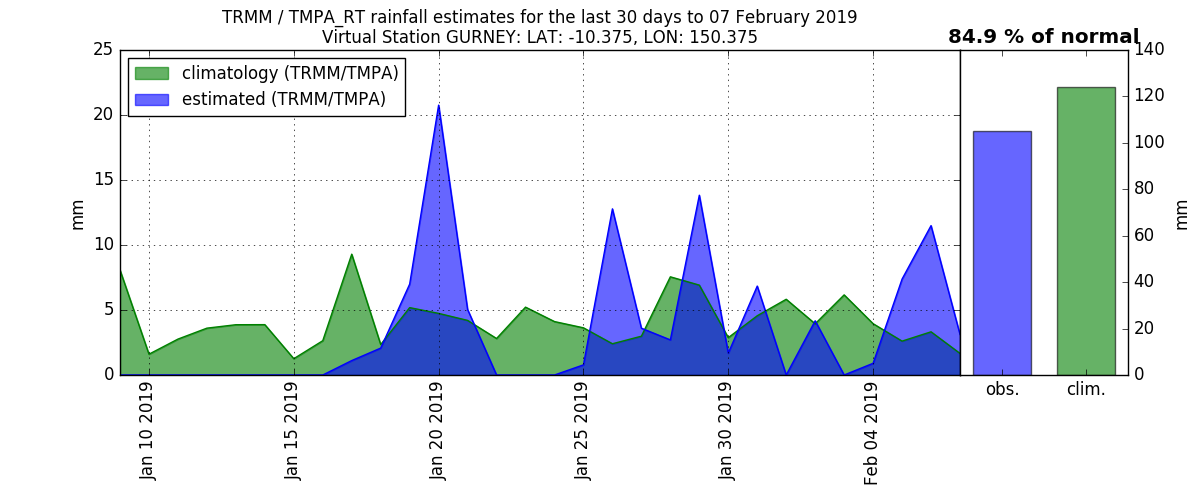 TRMM / TMPA_RT rainfall estimates for the last 30 days to 07 February 2019
Virtual Station GURNEY: LAT: -10.375, LON: 150.375
84.9 % of normal
climatology (TRMM/TMPA)
estimated (TRMM/TMPA)
25
20
15
10
5
0
mm
Jan 10 2019
Jan 15 2019
Jan 20 2019
Jan 25 2019
Jan 30 2019
Feb 04 2019
obs.
clim.
140
120
100
80
60
40
20
0
mm